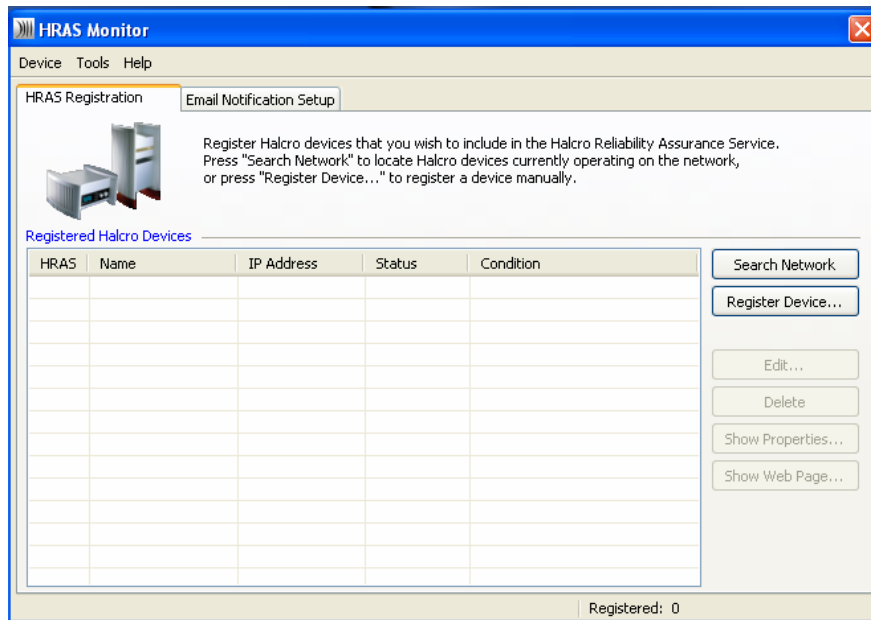 HRAS Monitor
Device Tools Help
HRAS Registration
Email Notification Setup
Register Halcro devices that you wish to include in the Halcro Reliability Assurance Service.
Press "Search Network" to locate Halcro devices currently operating on the network,
or press "Register Device..." to register a device manually.
Registered Halcro Devices
HRAS Name IP Address Status Condition
Search Network
Register Device...
Edit...
Delete
Show Properties...
Show Web Page...
Registered: 0